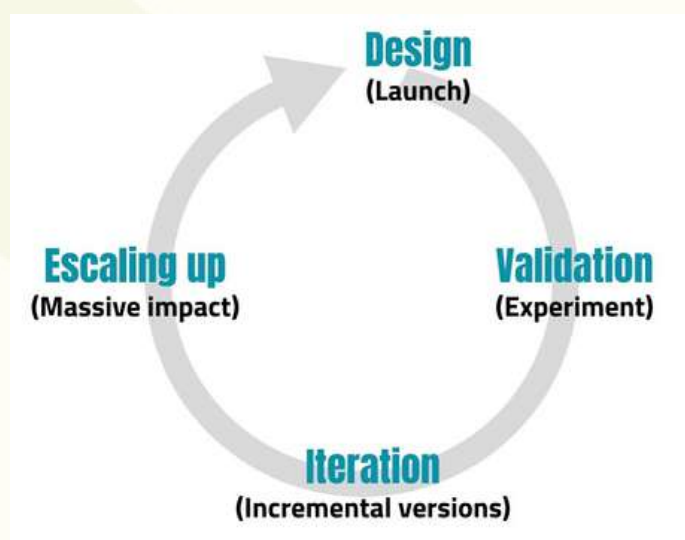 Design
(Launch)
Validation
(Experiment)
Iteration
(Incremental versions)
Escaling up
(Massive impact)